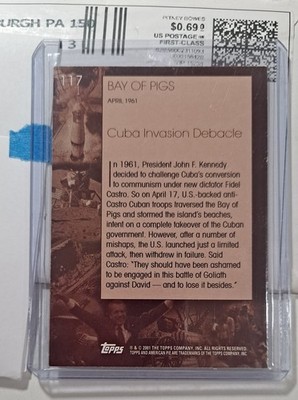 BURGH PA 150
13
PITNEY BOWES
$0.69⁰
US POSTAGE
FIRST-CLASS
117
BAY OF PIGS
APRIL 1961
Cuba Invasion Debacle
In 1961, President John F. Kennedy
decided to challenge Cuba's conversion
to communism under new dictator Fidel
Castro. So on April 17, U.S.-backed anti-
Castro Cuban troops traversed the Bay of
Pigs and stormed the island's beaches,
intent on a complete takeover of the Cuban
government. However, after a number of
mishaps, the U.S. launched just a limited
attack, then withdrew in failure. Said
Castro: "They should have been ashamed
to be engaged in this battle of Goliath
against David — and to lose it besides."
TOPPS
® & © 2001 THE TOPPS COMPANY, INC. ALL RIGHTS RESERVED.
TOPPS AND AMERICAN PIE ARE TRADEMARKS OF THE TOPPS COMPANY, INC.